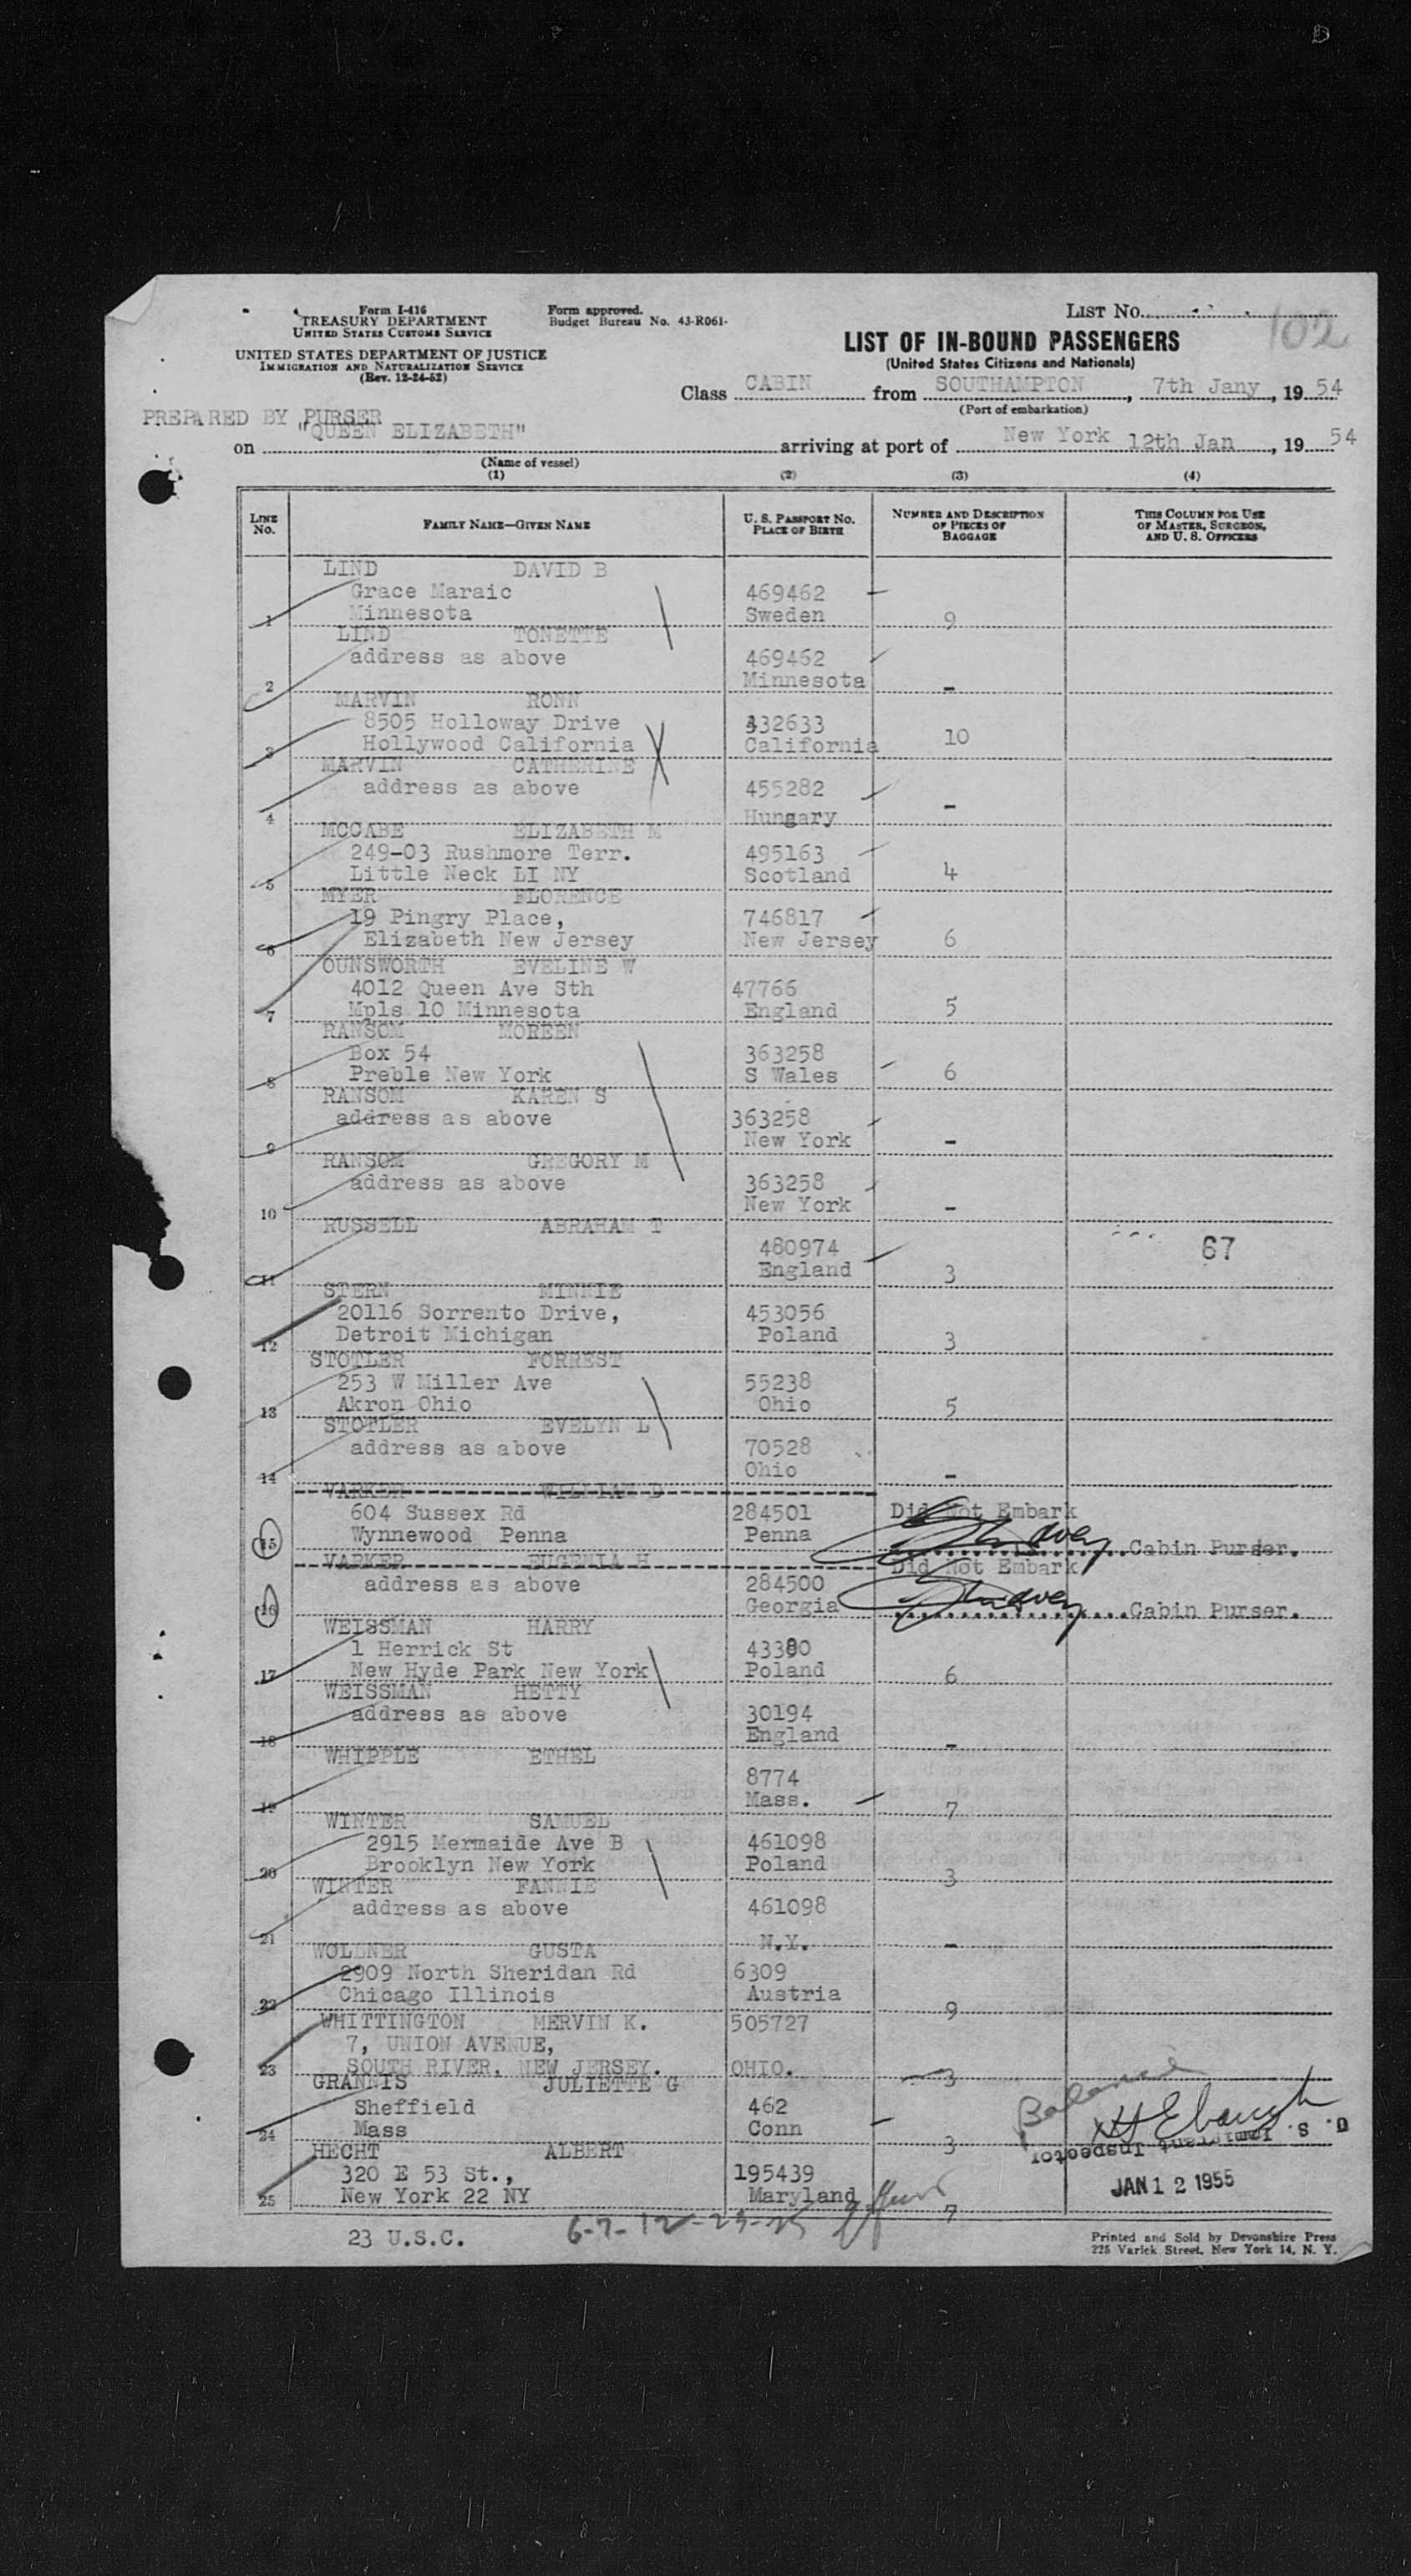 Form I-416
TREASURY DEPARTMENT
UNITED STATES CUSTOMS SERVICE
UNITED STATES DEPARTMENT OF JUSTICE
IMMIGRATION AND NATURALIZATION SERVICE
(Rev. 12-24-52)
Form approved.
Budget Bureau No. 43-R061-
LIST NO.
102
LIST OF IN-BOUND PASSENGERS
(United States Citizens and Nationals)
Class CABIN from SOUTHAMPTON, 7th Jany, 19 54
(Port of embarkation)
PREPARED BY PURSER
on "QUEEN ELIZABETH" arriving at port of New York 12th Jan, 19 54
(Name of vessel)
(1) (2) (3) (4)
LINE NO.
FAMILY NAME—GIVEN NAME
U. S. PASSPORT NO. PLACE OF BIRTH
NUMBER AND DESCRIPTION OF PIECES OF BAGGAGE
THIS COLUMN FOR USE OF MASTER, SURGEON, AND U. S. OFFICERS
LIND DAVID B
Grace Maraic 469462
1 Minnesota Sweden 9
LIND TONETTE
address as above 469462
2 Minnesota -
MARVIN RONN
8505 Holloway Drive 332633
3 Hollywood California California 10
MARVIN CATHERINE
address as above 455282
4 Hungary -
MCCABE ELIZABETH M
249-03 Rushmore Terr. 495163
5 Little Neck LI NY Scotland 4
MYER FLORENCE
19 Pingry Place, 746817
6 Elizabeth New Jersey New Jersey 6
OUNSWORTH EVELINE W
4012 Queen Ave Sth 47766
7 Mpls 10 Minnesota England 5
RANSOM MOREEN
Box 54 363258
8 Preble New York S Wales 6
RANSOM KAREN S
address as above 363258
9 New York -
RANSOM GREGORY M
address as above 363258
10 New York -
RUSSELL ABRAHAM T
480974 67
11 England 3
STERN MINNIE
20116 Sorrento Drive, 453056
12 Detroit Michigan Poland 3
STOTLER FORREST
253 W Miller Ave 55238
13 Akron Ohio Ohio 5
STOTLER EVELYN L
address as above 70528
14 Ohio -
VARKER WILLIAM D
604 Sussex Rd 284501 Did Not Embark
15 Wynnewood Penna Penna Cabin Purser.
VARKER EUGENIA H Did Not Embark
address as above 284500
16 Georgia Cabin Purser.
WEISSMAN HARRY
1 Herrick St 43380
17 New Hyde Park New York Poland 6
WEISSMAN HETTY
address as above 30194
18 England -
WHIPPLE ETHEL
8774
19 Mass. 7
WINTER SAMUEL
2915 Mermaide Ave B 461098
20 Brooklyn New York Poland 3
WINTER FANNIE
address as above 461098
21 N.Y. -
WOLLNER GUSTA
2909 North Sheridan Rd 6309
22 Chicago Illinois Austria 9
WHITTINGTON MERVIN K. 505727
7, UNION AVENUE,
23 SOUTH RIVER, NEW JERSEY. OHIO. 3
GRANNIS JULIETTE G
Sheffield 462
24 Mass Conn 3
U. S. Immigrant Inspector
HECHT ALBERT
320 E 53 St., 195439
JAN 12 1955
25 New York 22 NY Maryland 7
23 U.S.C. 6-7-12-23-25
Printed and Sold by Devonshire Press
225 Varick Street, New York 14, N. Y.